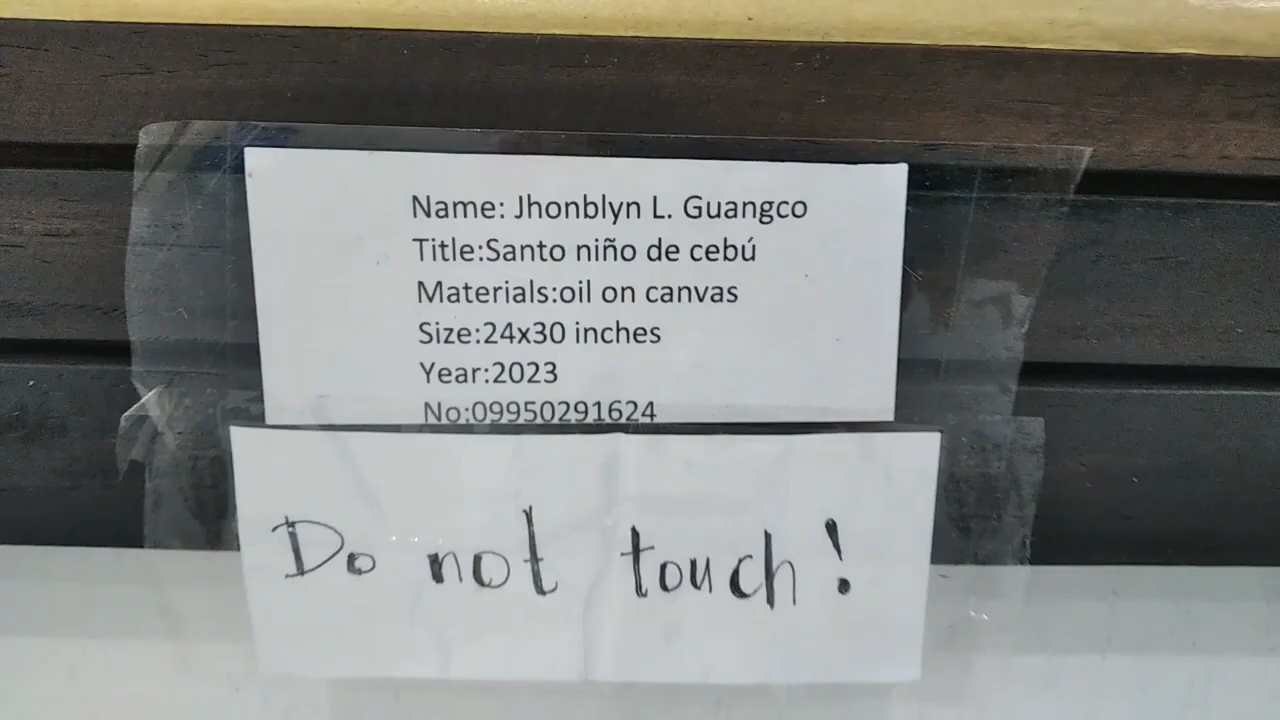 Name: Jhonblyn L. Guangco
Title:Santo niño de cebú
Materials:oil on canvas
Size:24x30 inches
Year:2023
No:09950291624
Do not touch!